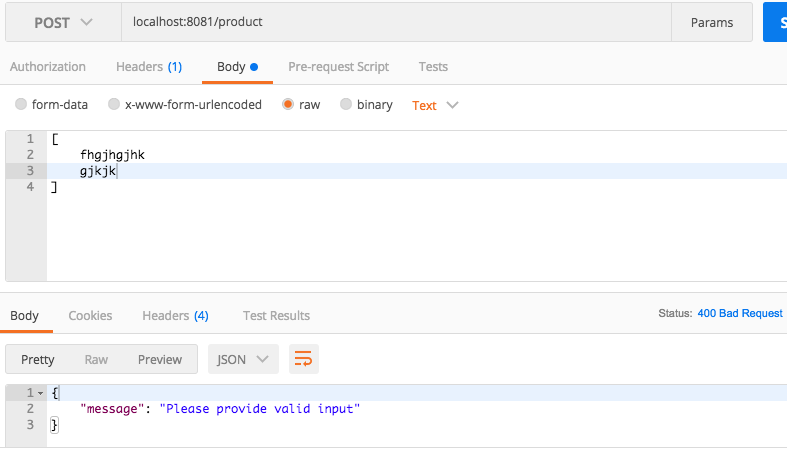 POST localhost:8081/product Params S
Authorization Headers (1) Body Pre-request Script Tests
form-data x-www-form-urlencoded raw binary Text
1 [
2 fhgjhgjhk
3 gjkjk
4 ]
Body Cookies Headers (4) Test Results Status: 400 Bad Request
Pretty Raw Preview JSON
1 {
2 "message": "Please provide valid input"
3 }